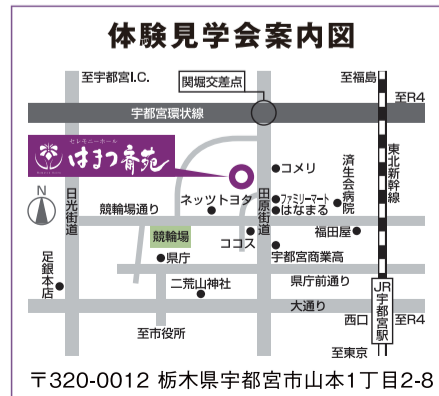 体験見学会案内図
至宇都宮I.C.
関堀交差点
至福島
至R4
宇都宮環状線
セレモニーホール
はまつ斎苑
コメリ
済生会病院
東北新幹線
N
日光街道
競輪場通り
ネッツトヨタ
田原街道
ファミリーマート
はなまる
競輪場
ココス
福田屋
県庁
宇都宮商業高
足銀本店
二荒山神社
県庁前通り
大通り
JR宇都宮駅
西口
至R4
至市役所
至東京
〒320-0012 栃木県宇都宮市山本1丁目2-8